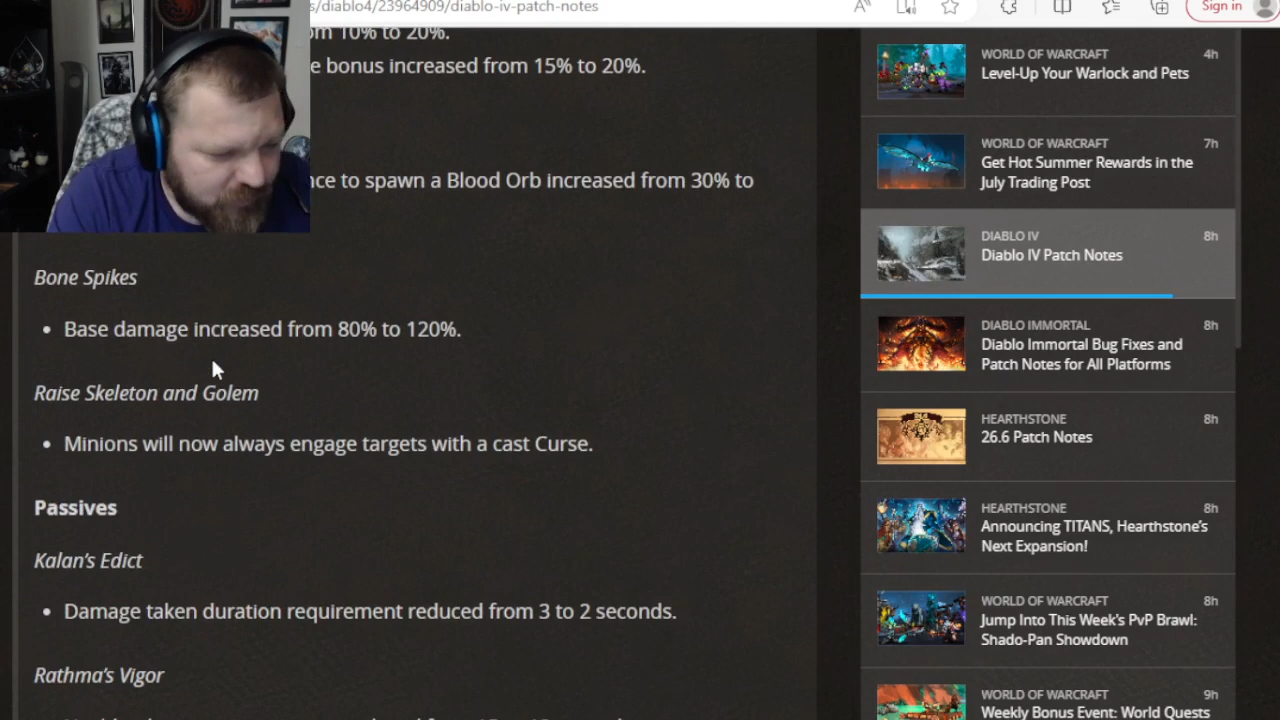 s/diablo4/23964909/diablo-iv-patch-notes
Sign in
om 10% to 20%.
e bonus increased from 15% to 20%.
nce to spawn a Blood Orb increased from 30% to
Bone Spikes
• Base damage increased from 80% to 120%.
Raise Skeleton and Golem
• Minions will now always engage targets with a cast Curse.
Passives
Kalan's Edict
• Damage taken duration requirement reduced from 3 to 2 seconds.
Rathma's Vigor
WORLD OF WARCRAFT 4h
Level-Up Your Warlock and Pets
WORLD OF WARCRAFT 7h
Get Hot Summer Rewards in the
July Trading Post
DIABLO IV 8h
Diablo IV Patch Notes
DIABLO IMMORTAL 8h
Diablo Immortal Bug Fixes and
Patch Notes for All Platforms
HEARTHSTONE 8h
26.6 Patch Notes
HEARTHSTONE 8h
Announcing TITANS, Hearthstone's
Next Expansion!
WORLD OF WARCRAFT 8h
Jump Into This Week's PvP Brawl:
Shado-Pan Showdown
WORLD OF WARCRAFT 9h
Weekly Bonus Event: World Quests